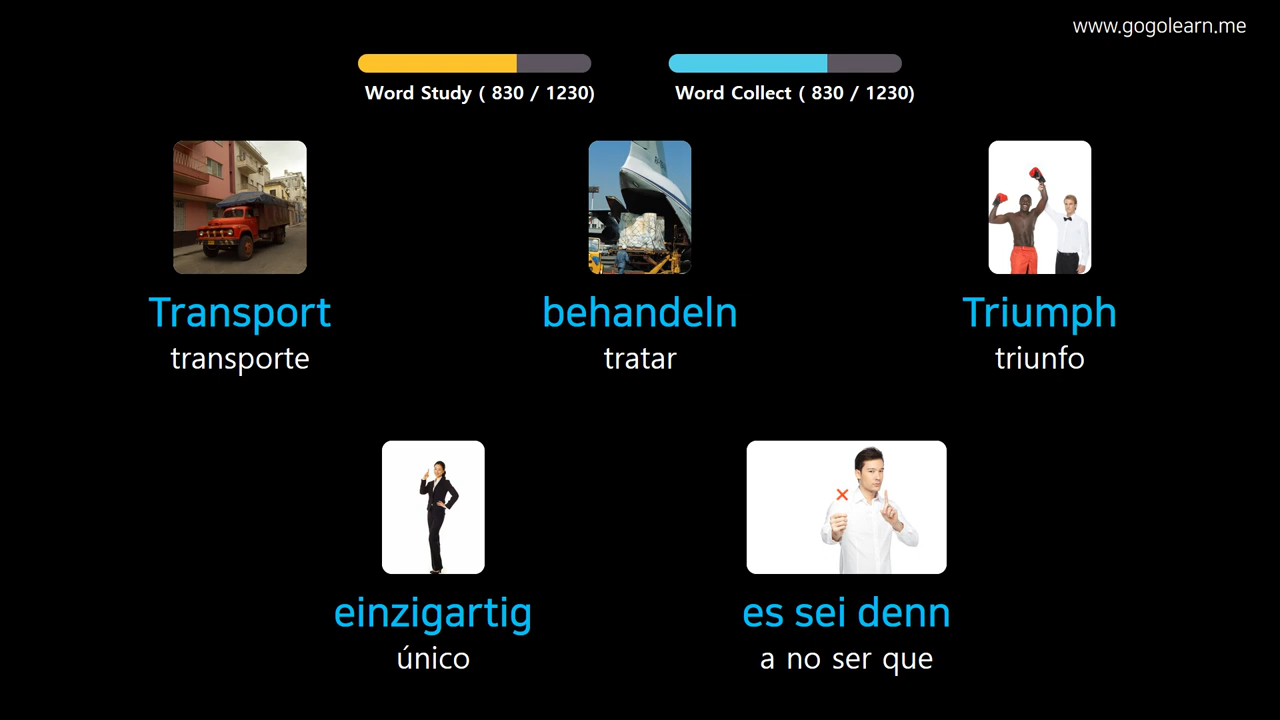 www.gogolearn.me
Word Study ( 830 / 1230)
Word Collect ( 830 / 1230)
Transport
transporte
behandeln
tratar
Triumph
triunfo
einzigartig
único
es sei denn
a no ser que